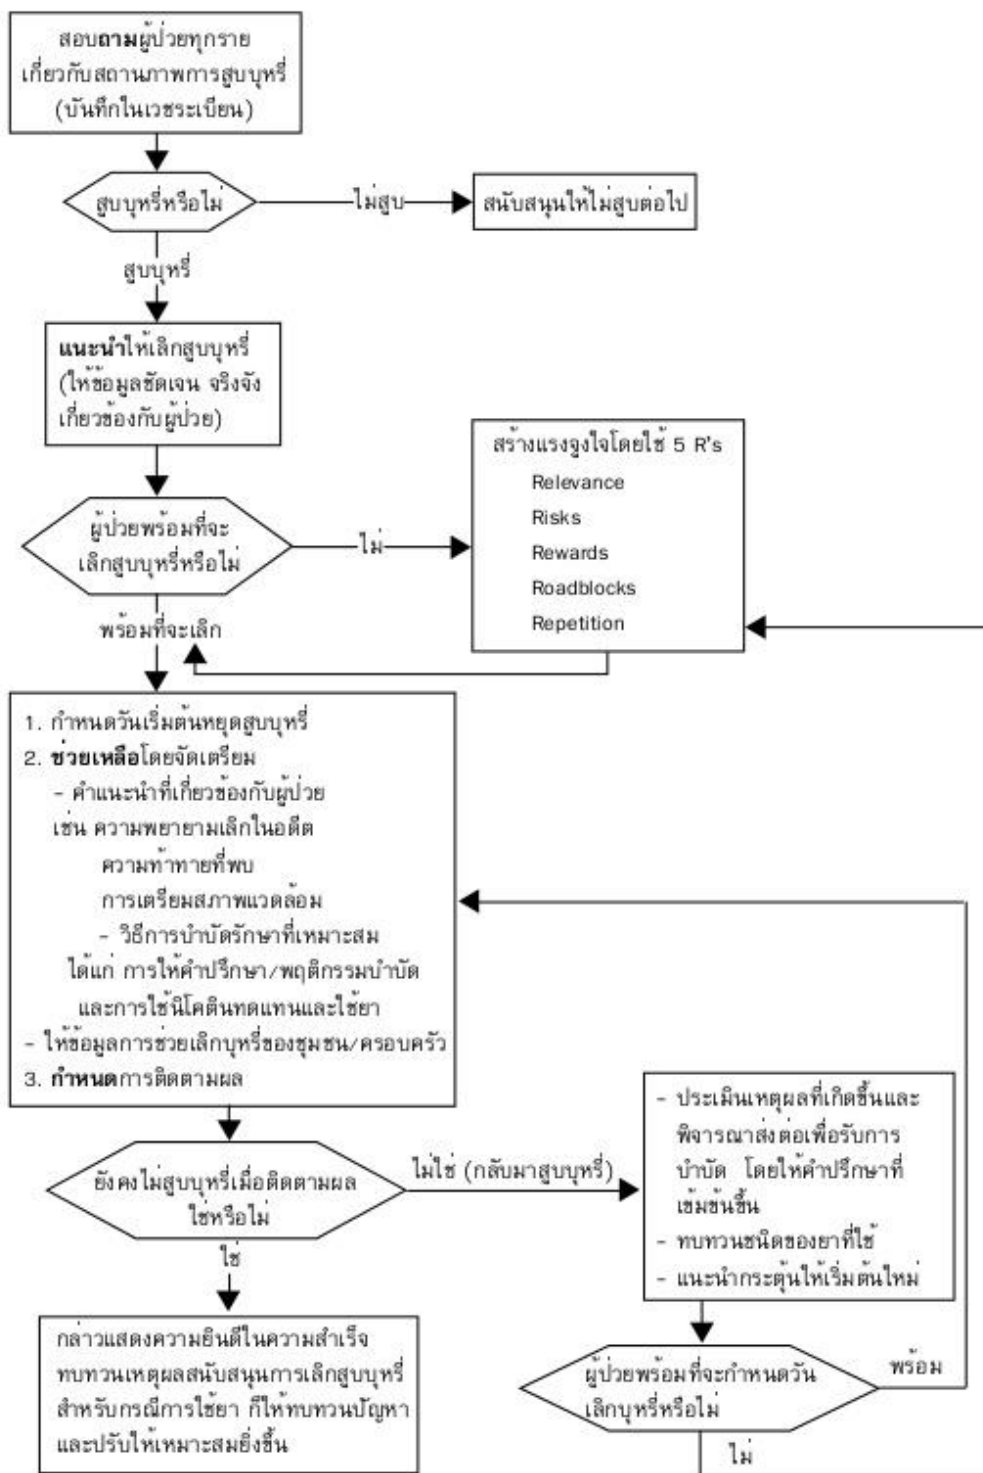 สอบถามผู้ป่วยทุกราย
เกี่ยวกับสถานภาพการสูบบุหรี่
(บันทึกในเวชระเบียน)
สูบบุหรี่หรือไม่
ไม่สูบ
สนับสนุนให้ไม่สูบต่อไป
สูบบุหรี่
แนะนำให้เลิกสูบบุหรี่
(ให้ข้อมูลชัดเจน จริงจัง
เกี่ยวข้องกับผู้ป่วย)
ผู้ป่วยพร้อมที่จะ
เลิกสูบบุหรี่หรือไม่
ไม่
สร้างแรงจูงใจโดยใช้ 5 R's
Relevance
Risks
Rewards
Roadblocks
Repetition
พร้อมที่จะเลิก
1. กำหนดวันเริ่มต้นหยุดสูบบุหรี่
2. ช่วยเหลือโดยจัดเตรียม
- คำแนะนำที่เกี่ยวข้องกับผู้ป่วย
เช่น ความพยายามเลิกในอดีต
ความท้าทายที่พบ
การเตรียมสภาพแวดล้อม
- วิธีการบำบัดรักษาที่เหมาะสม
ได้แก่ การให้คำปรึกษา/พฤติกรรมบำบัด
และการใช้นิโคตินทดแทนและใช้ยา
- ให้ข้อมูลการช่วยเลิกบุหรี่ของชุมชน/ครอบครัว
3. กำหนดการติดตามผล
ยังคงไม่สูบบุหรี่เมื่อติดตามผล
ใช่หรือไม่
ไม่ใช่ (กลับมาสูบบุหรี่)
- ประเมินเหตุผลที่เกิดขึ้นและ
พิจารณาส่งต่อเพื่อรับการ
บำบัด โดยให้คำปรึกษาที่
เข้มข้นขึ้น
- ทบทวนชนิดของยาที่ใช้
- แนะนำกระตุ้นให้เริ่มต้นใหม่
ใช่
กล่าวแสดงความยินดีในความสำเร็จ
ทบทวนเหตุผลสนับสนุนการเลิกสูบบุหรี่
สำหรับกรณีการใช้ยา ก็ให้ทบทวนปัญหา
และปรับให้เหมาะสมยิ่งขึ้น
ผู้ป่วยพร้อมที่จะกำหนดวัน
เลิกบุหรี่หรือไม่
พร้อม
ไม่